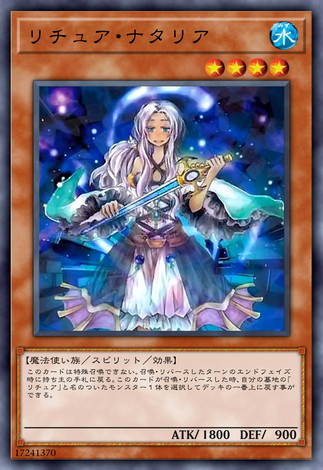 リチュア・ナタリア
水
【魔法使い族／スピリット／効果】
このカードは特殊召喚できない。召喚・リバースしたターンのエンドフェイズ
時に持ち主の手札に戻る。このカードが召喚・リバースした時、自分の墓地の「
リチュア」と名のついたモンスター１体を選択してデッキの一番上に戻す事が
できる。
ATK/ 1800 DEF/ 900
17241370